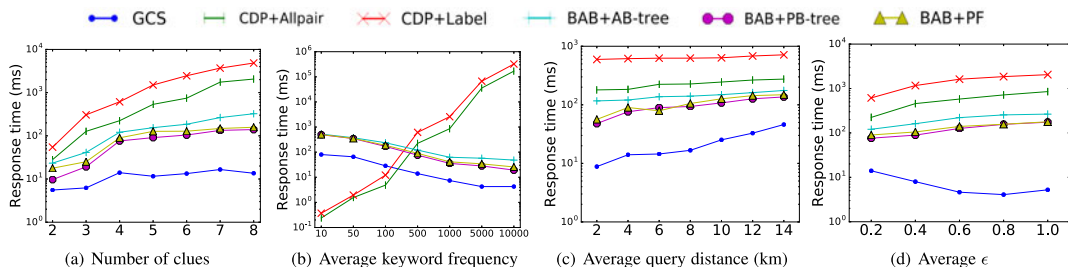 GCS CDP+Allpair CDP+Label BAB+AB-tree BAB+PB-tree BAB+PF
Response time (ms)
10^4
10^3
10^2
10^1
10^0
2 3 4 5 6 7 8
(a) Number of clues
Response time (ms)
10^6
10^5
10^4
10^3
10^2
10^1
10^0
10^-1
10 50 100 500 1000 5000 10000
(b) Average keyword frequency
Response time (ms)
10^3
10^2
10^1
10^0
2 4 6 8 10 12 14
(c) Average query distance (km)
Response time (ms)
10^4
10^3
10^2
10^1
10^0
0.2 0.4 0.6 0.8 1.0
(d) Average ϵ